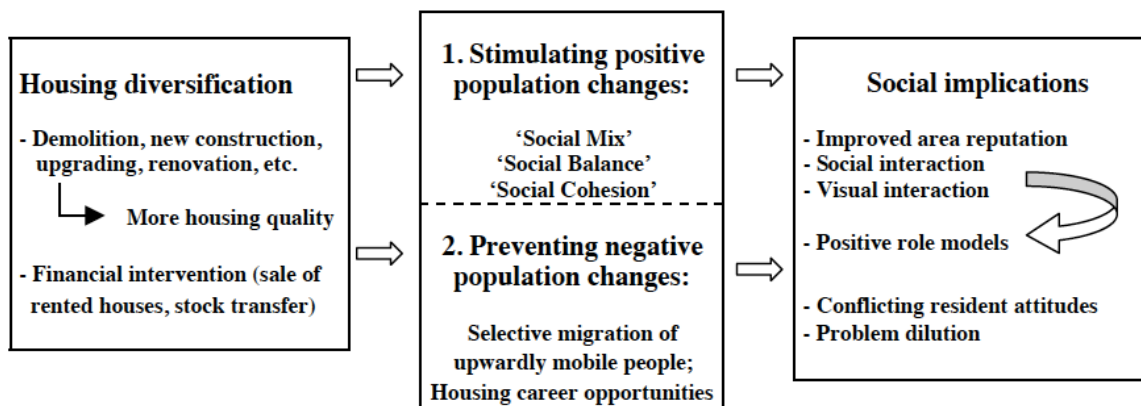 Housing diversification
- Demolition, new construction,
upgrading, renovation, etc.
More housing quality
- Financial intervention (sale of
rented houses, stock transfer)
1. Stimulating positive
population changes:
‘Social Mix’
‘Social Balance’
‘Social Cohesion’
2. Preventing negative
population changes:
Selective migration of
upwardly mobile people;
Housing career opportunities
Social implications
- Improved area reputation
- Social interaction
- Visual interaction
- Positive role models
- Conflicting resident attitudes
- Problem dilution